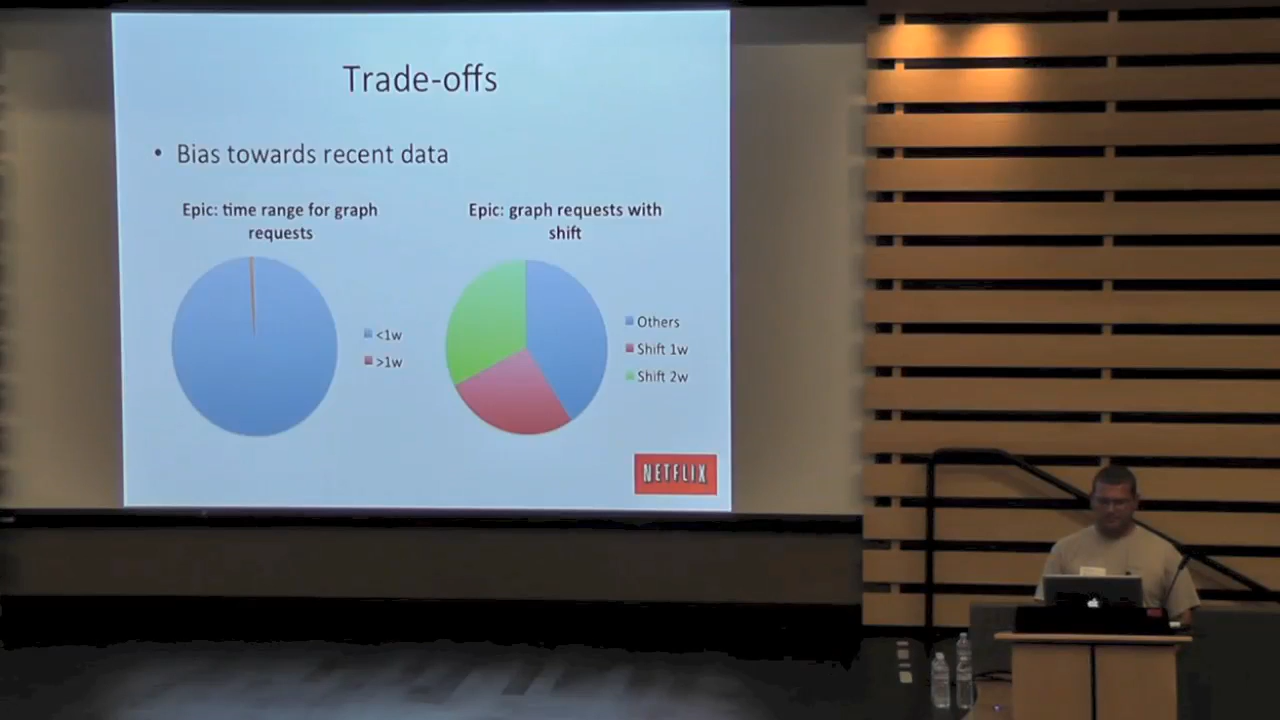 Trade-offs
• Bias towards recent data
Epic: time range for graph
requests
<1w
>1w
Epic: graph requests with
shift
Others
Shift 1w
Shift 2w
NETFLIX